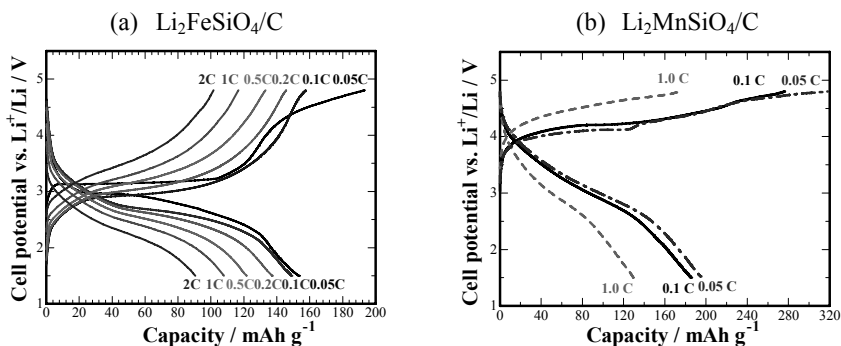 (a) Li₂FeSiO₄/C
Cell potential vs. Li⁺/Li / V
5
4
3
2
1
2C 1C 0.5C 0.2C 0.1C 0.05C
2C 1C 0.5C 0.2C 0.1C 0.05C
0 20 40 60 80 100 120 140 160 180 200
Capacity / mAh g⁻¹
(b) Li₂MnSiO₄/C
Cell potential vs. Li⁺/Li / V
5
4
3
2
1
1.0 C 0.1 C 0.05 C
1.0 C 0.1 C 0.05 C
0 40 80 120 160 200 240 280 320
Capacity / mAh g⁻¹